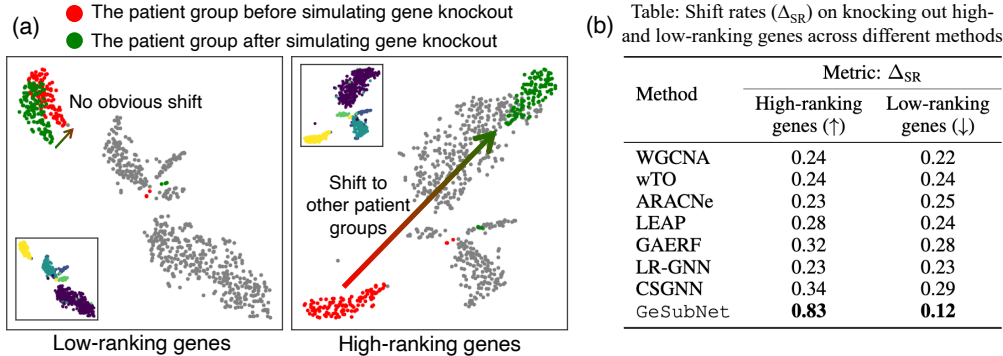 (a)
The patient group before simulating gene knockout
The patient group after simulating gene knockout
No obvious shift
Low-ranking genes
Shift to
other patient
groups
High-ranking genes
(b)
Table: Shift rates (Δ_SR) on knocking out high-
and low-ranking genes across different methods
Method
Metric: Δ_SR
High-ranking Low-ranking
genes (↑) genes (↓)
WGCNA 0.24 0.22
wTO 0.24 0.24
ARACNe 0.23 0.25
LEAP 0.28 0.24
GAERF 0.32 0.28
LR-GNN 0.23 0.23
CSGNN 0.34 0.29
GeSubNet 0.83 0.12